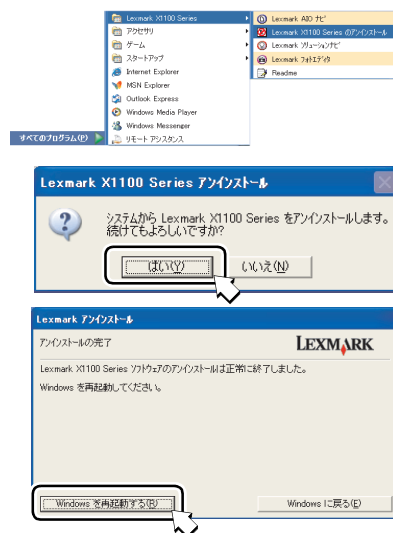 Lexmark X1100 Series
アクセサリ
ゲーム
スタートアップ
Internet Explorer
MSN Explorer
Outlook Express
Windows Media Player
Windows Messenger
リモート アシスタンス
すべてのプログラム(P)
Lexmark AIO ナビ
Lexmark X1100 Series のアンインストール
Lexmark ソリューションナビ
Lexmark フォトエディタ
Readme
Lexmark X1100 Series アンインストール
システムから Lexmark X1100 Series をアンインストールします。
続けてもよろしいですか?
はい(Y)
いいえ(N)
Lexmark アンインストール
アンインストールの完了
LEXMARK
Lexmark X1100 Series ソフトウェアのアンインストールは正常に終了しました。
Windows を再起動してください。
Windows を再起動する(R)
Windows に戻る(E)